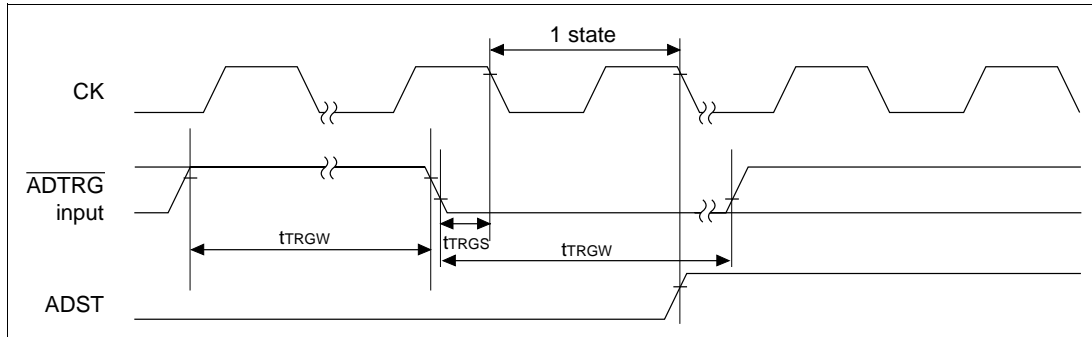 1 state
CK
ADTRG
input
tTRGW
tTRGS
tTRGW
ADST